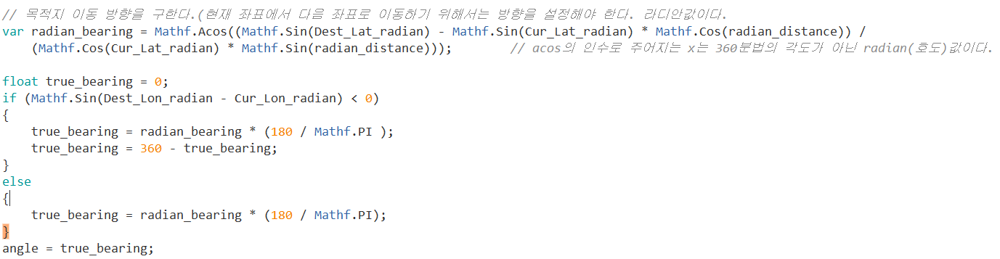 // 목적지 이동 방향을 구한다.(현재 좌표에서 다음 좌표로 이동하기 위해서는 방향을 설정해야 한다. 라디안값이다.
var radian_bearing = Mathf.Acos((Mathf.Sin(Dest_Lat_radian) - Mathf.Sin(Cur_Lat_radian) * Mathf.Cos(radian_distance)) /
    (Mathf.Cos(Cur_Lat_radian) * Mathf.Sin(radian_distance)));        // acos의 인수로 주어지는 x는 360분법의 각도가 아닌 radian(호도)값이다.
float true_bearing = 0;
if (Mathf.Sin(Dest_Lon_radian - Cur_Lon_radian) < 0)
{
    true_bearing = radian_bearing * (180 / Mathf.PI );
    true_bearing = 360 - true_bearing;
}
else
{
    true_bearing = radian_bearing * (180 / Mathf.PI);
}
angle = true_bearing;